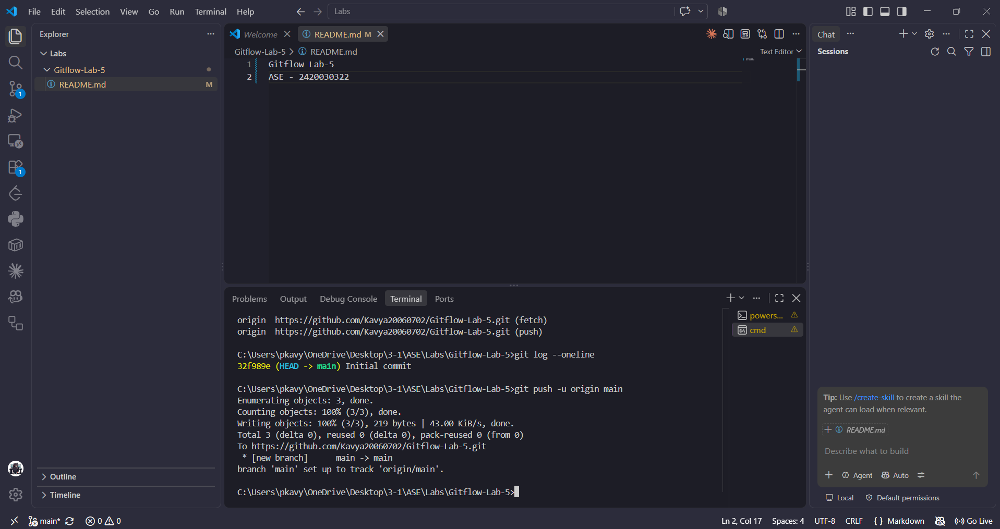 File Edit Selection View Go Run Terminal Help
Labs
Explorer
Labs
Gitflow-Lab-5
README.md M
1
1
Outline
Timeline
Welcome
README.md M
Gitflow-Lab-5 > README.md
Text Editor
1 Gitflow Lab-5
2 ASE - 2420030322
Problems Output Debug Console Terminal Ports
origin https://github.com/Kavya20060702/Gitflow-Lab-5.git (fetch)
origin https://github.com/Kavya20060702/Gitflow-Lab-5.git (push)
C:\Users\pkavy\OneDrive\Desktop\3-1\ASE\Labs\Gitflow-Lab-5>git log --oneline
32f989e (HEAD -> main) Initial commit
C:\Users\pkavy\OneDrive\Desktop\3-1\ASE\Labs\Gitflow-Lab-5>git push -u origin main
Enumerating objects: 3, done.
Counting objects: 100% (3/3), done.
Writing objects: 100% (3/3), 219 bytes | 43.00 KiB/s, done.
Total 3 (delta 0), reused 0 (delta 0), pack-reused 0 (from 0)
To https://github.com/Kavya20060702/Gitflow-Lab-5.git
 * [new branch]      main -> main
branch 'main' set up to track 'origin/main'.
C:\Users\pkavy\OneDrive\Desktop\3-1\ASE\Labs\Gitflow-Lab-5>
powers...
cmd
Chat
Sessions
Tip: Use /create-skill to create a skill the
agent can load when relevant.
README.md
Describe what to build
Agent Auto
Local Default permissions
main* 0 0
Ln 2, Col 17 Spaces: 4 UTF-8 CRLF { } Markdown Go Live